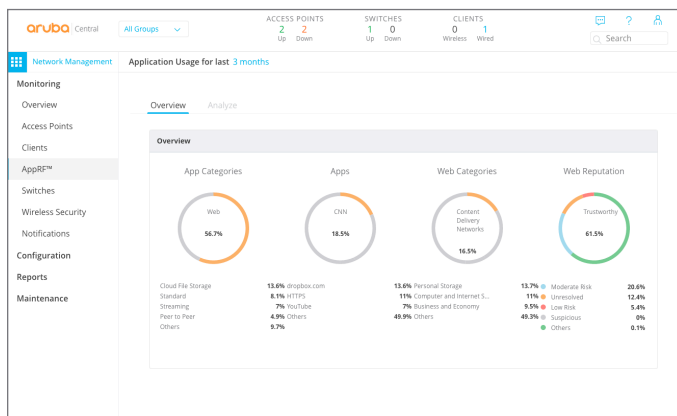 aruba Central
All Groups
ACCESS POINTS
2 2
Up Down
SWITCHES
1 0
Up Down
CLIENTS
0 1
Wireless Wired
?
Search
Network Management
Application Usage for last 3 months
Monitoring
Overview
Access Points
Clients
AppRF™
Switches
Wireless Security
Notifications
Configuration
Reports
Maintenance
Overview Analyze
Overview
App Categories
Web
56.7%
Cloud File Storage 13.6%
Standard 8.1%
Streaming 7%
Peer to Peer 4.9%
Others 9.7%
Apps
CNN
18.5%
dropbox.com 13.6%
HTTPS 11%
YouTube 7%
Others 49.9%
Web Categories
Content
Delivery
Networks
16.5%
Personal Storage 13.7%
Computer and Internet S... 11%
Business and Economy 9.5%
Others 49.3%
Web Reputation
Trustworthy
61.5%
Moderate Risk 20.6%
Unresolved 12.4%
Low Risk 5.4%
Suspicious 0%
Others 0.1%